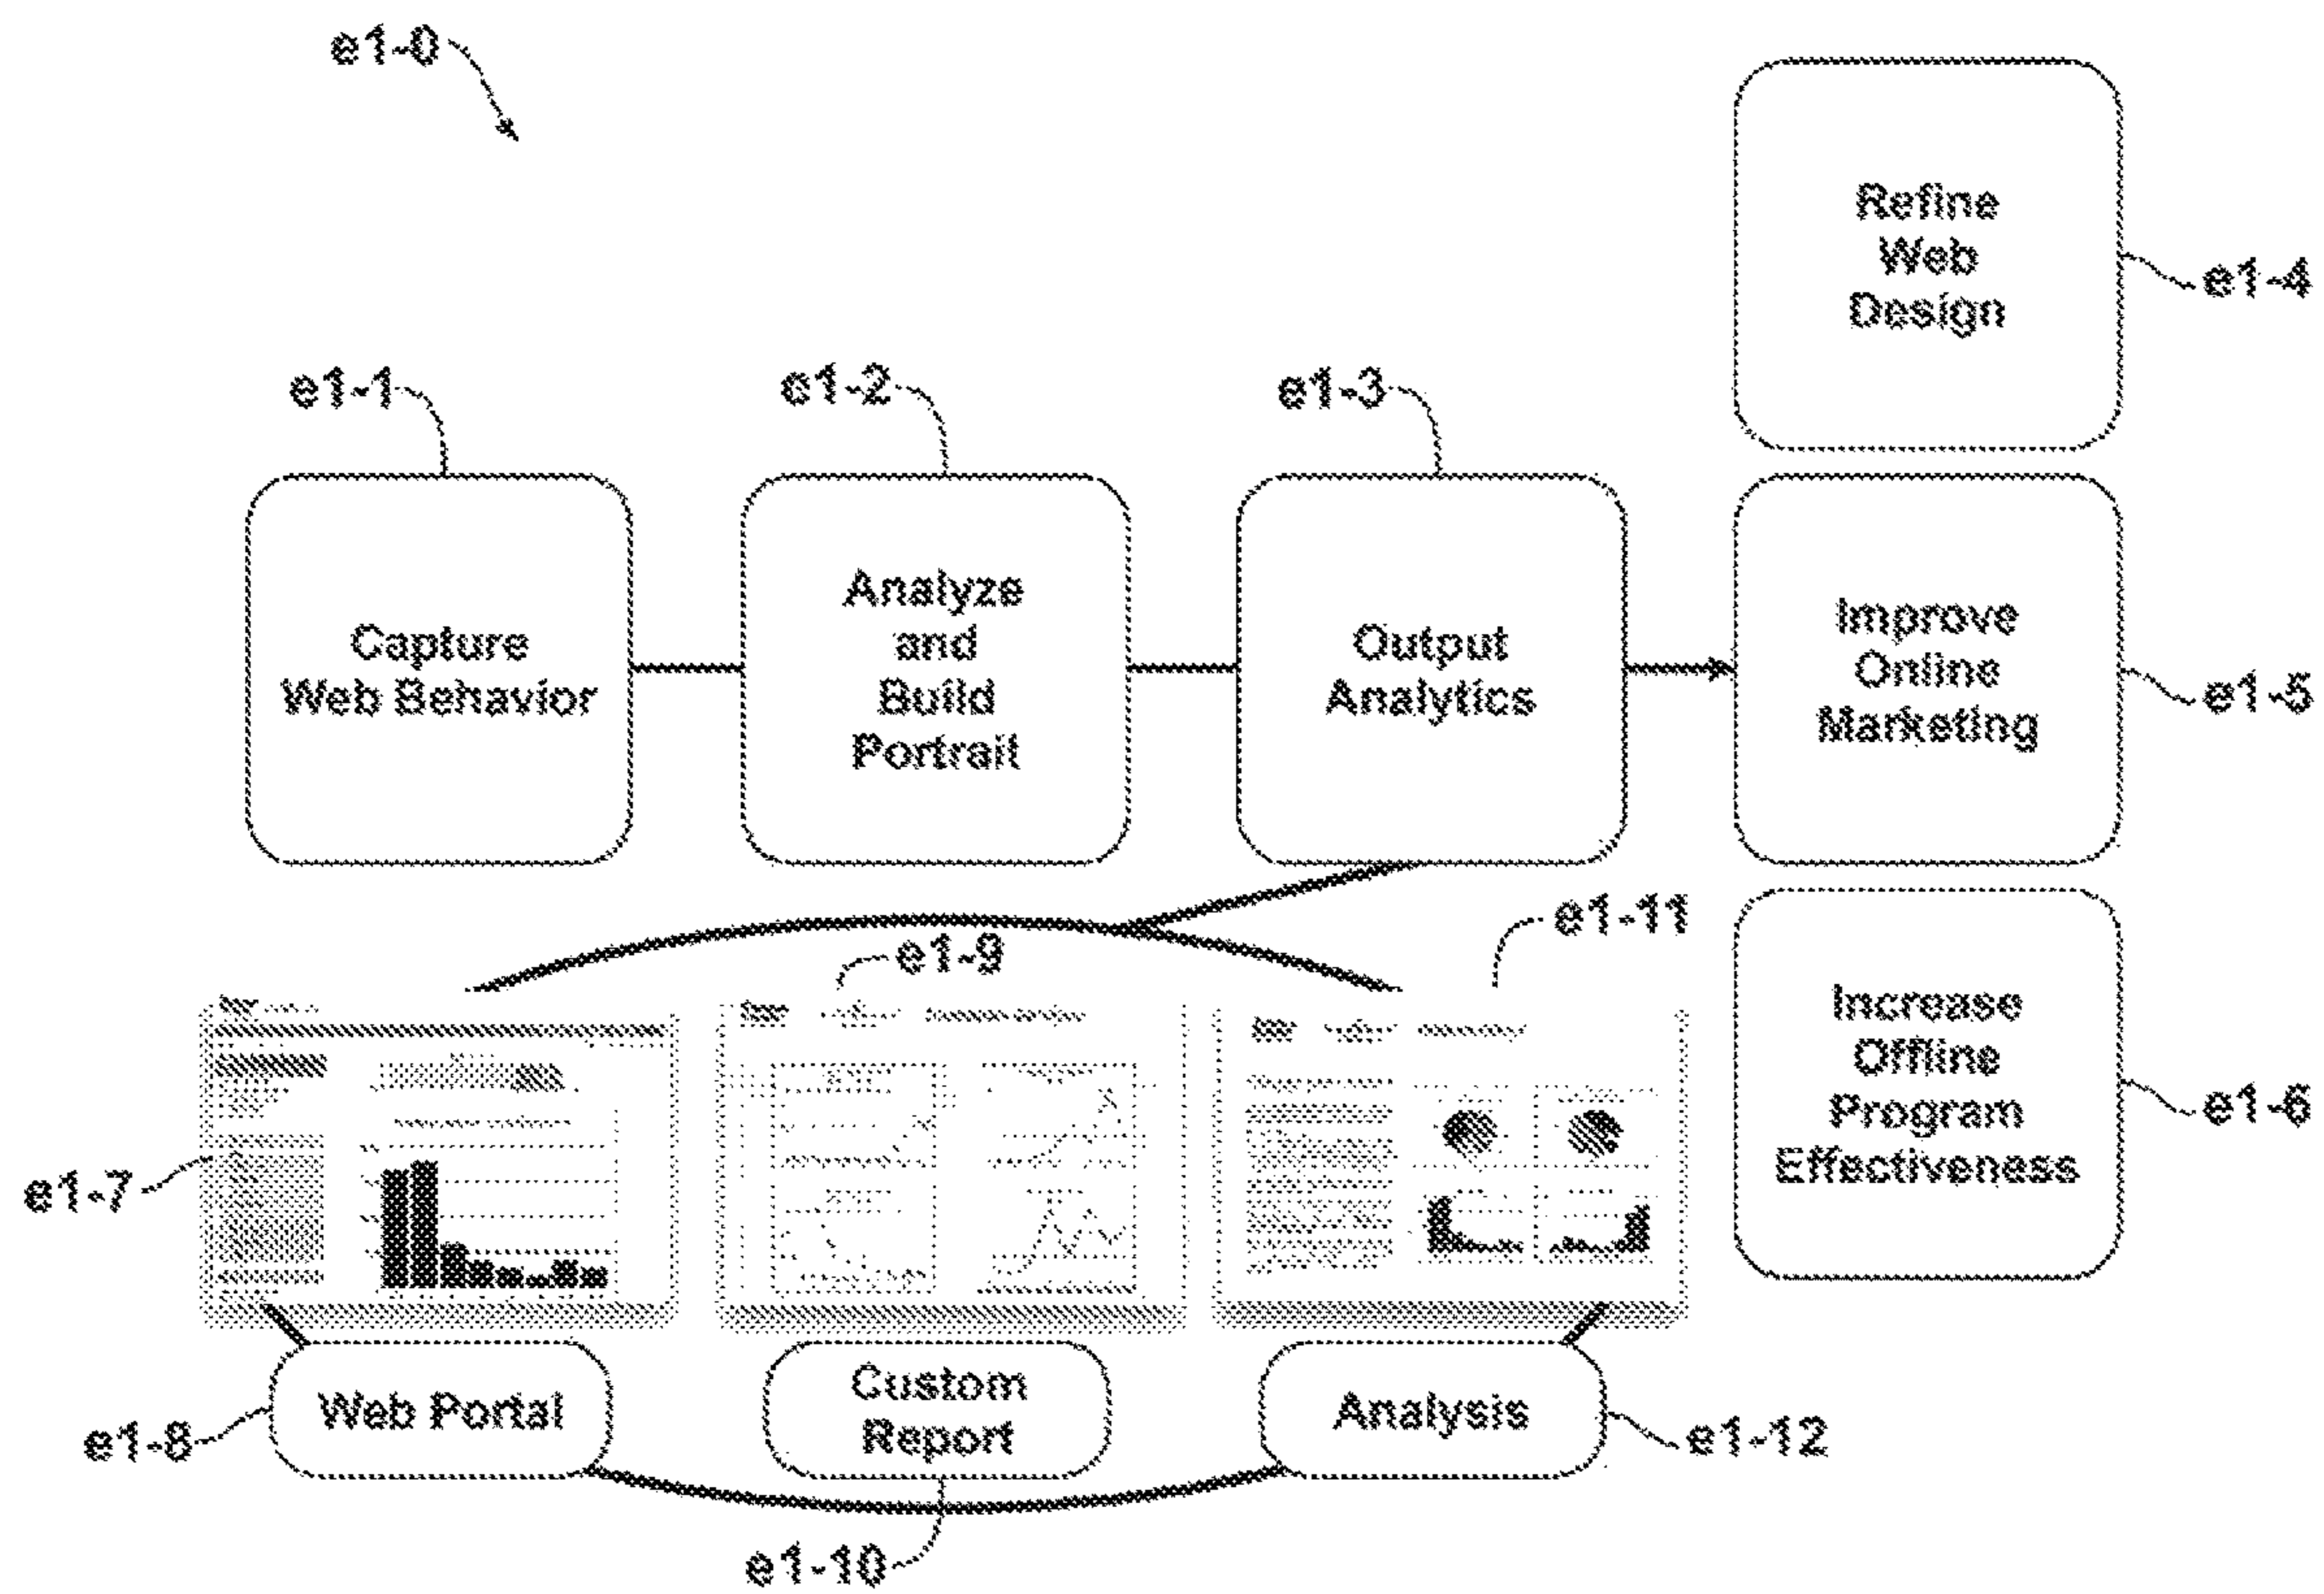 e1-0
Refine
Web
Design
e1-4
e1-1
e1-2
e1-3
Capture
Web Behavior
Analyze
and
Build
Portrait
Output
Analytics
Improve
Online
Marketing
e1-5
e1-9
e1-11
Increase
Offline
Program
Effectiveness
e1-6
e1-7
Web Portal
e1-8
Custom
Report
Analysis
e1-12
e1-10